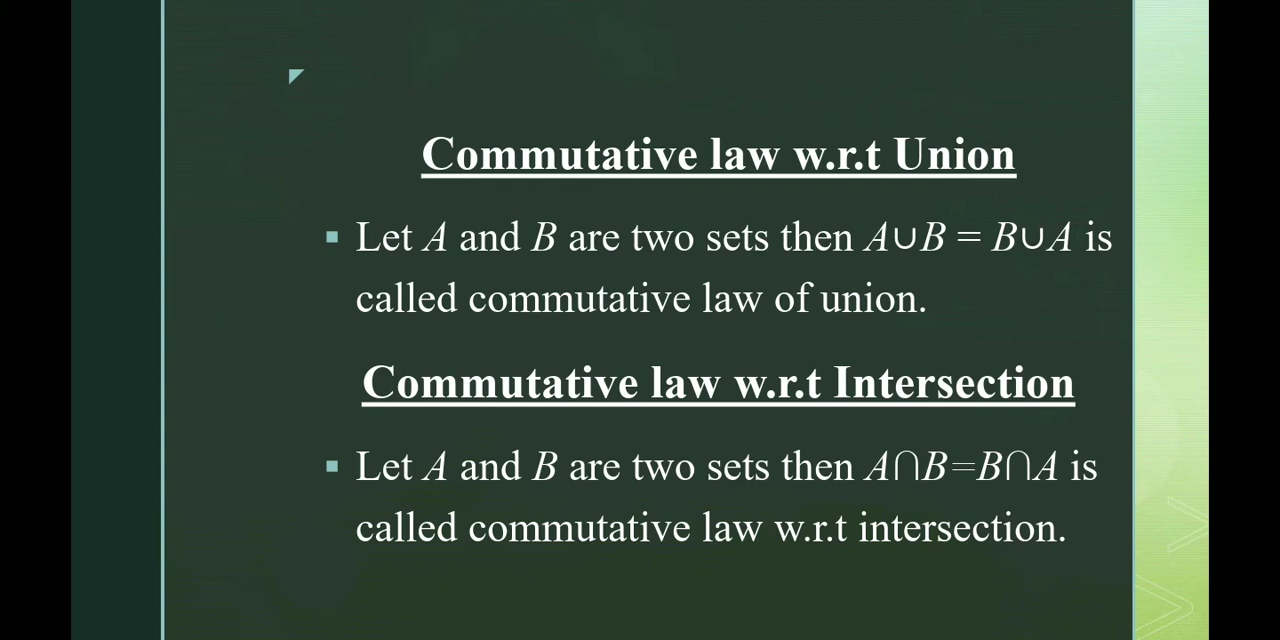 Commutative law w.r.t Union
Let A and B are two sets then A∪B = B∪A is
called commutative law of union.
Commutative law w.r.t Intersection
Let A and B are two sets then A⋂B=B⋂A is
called commutative law w.r.t intersection.